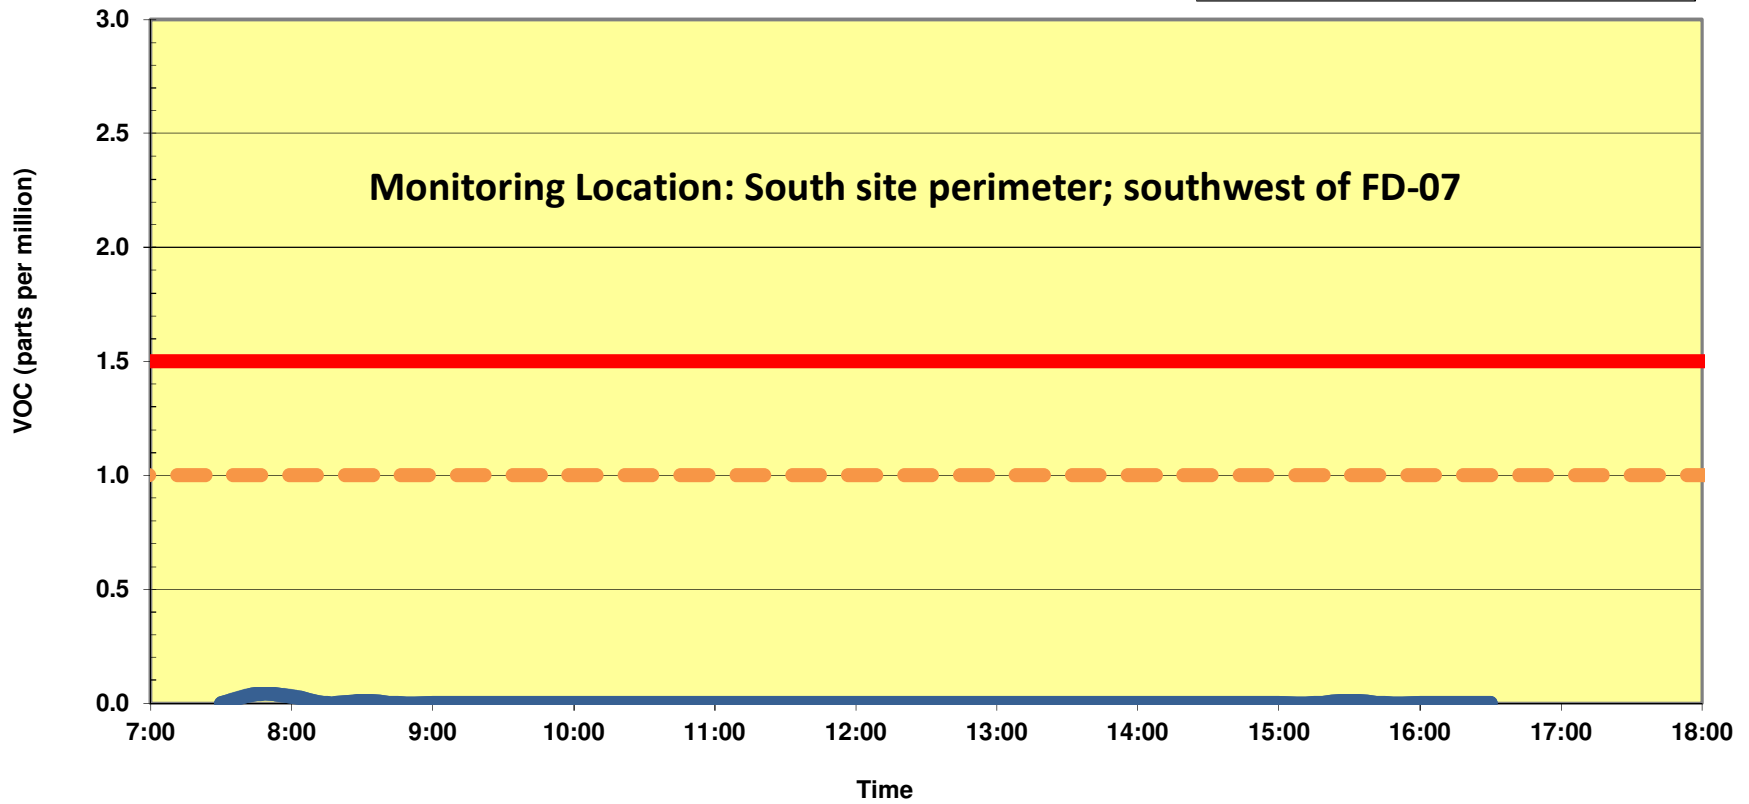 3.0
2.5
Monitoring Location: South site perimeter; southwest of FD-07
2.0
VOC (parts per million)
1.5
1.0
0.5
0.0
7:00 8:00 9:00 10:00 11:00 12:00 13:00 14:00 15:00 16:00 17:00 18:00
Time